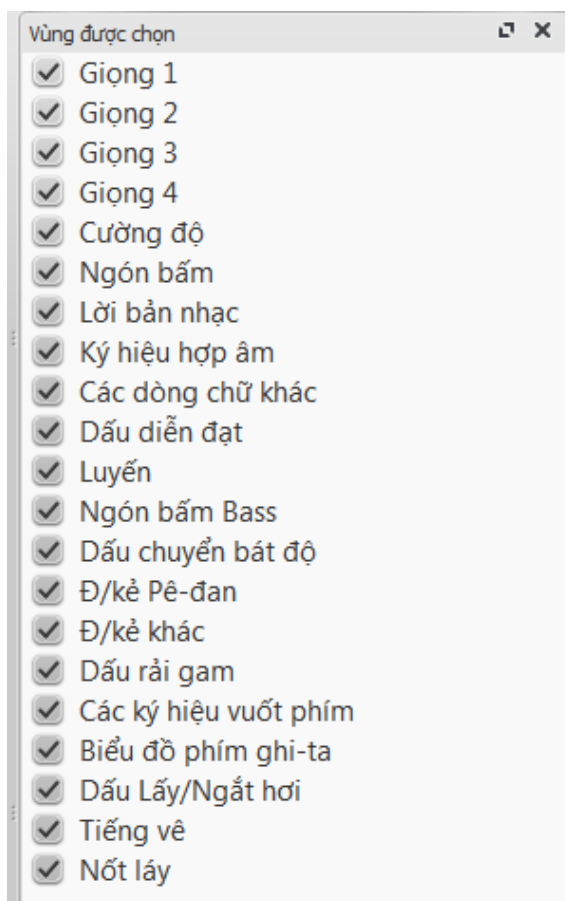 Vùng được chọn
Giọng 1
Giọng 2
Giọng 3
Giọng 4
Cường độ
Ngón bấm
Lời bản nhạc
Ký hiệu hợp âm
Các dòng chữ khác
Dấu diễn đạt
Luyến
Ngón bấm Bass
Dấu chuyển bát độ
Đ/kẻ Pê-đan
Đ/kẻ khác
Dấu rải gam
Các ký hiệu vuốt phím
Biểu đồ phím ghi-ta
Dấu Lấy/Ngắt hơi
Tiếng vê
Nốt láy